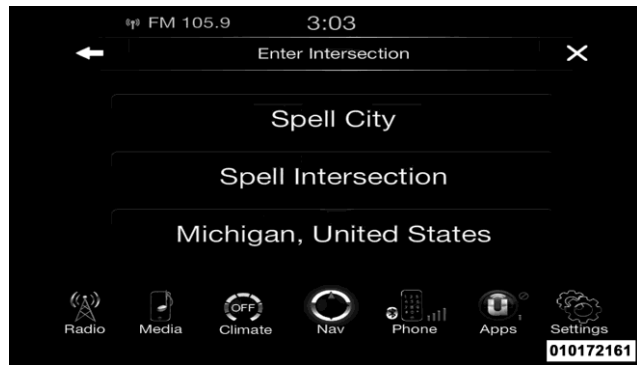 FM 105.9 3:03
Enter Intersection
Spell City
Spell Intersection
Michigan, United States
OFF
Radio Media Climate Nav Phone Apps Settings
010172161